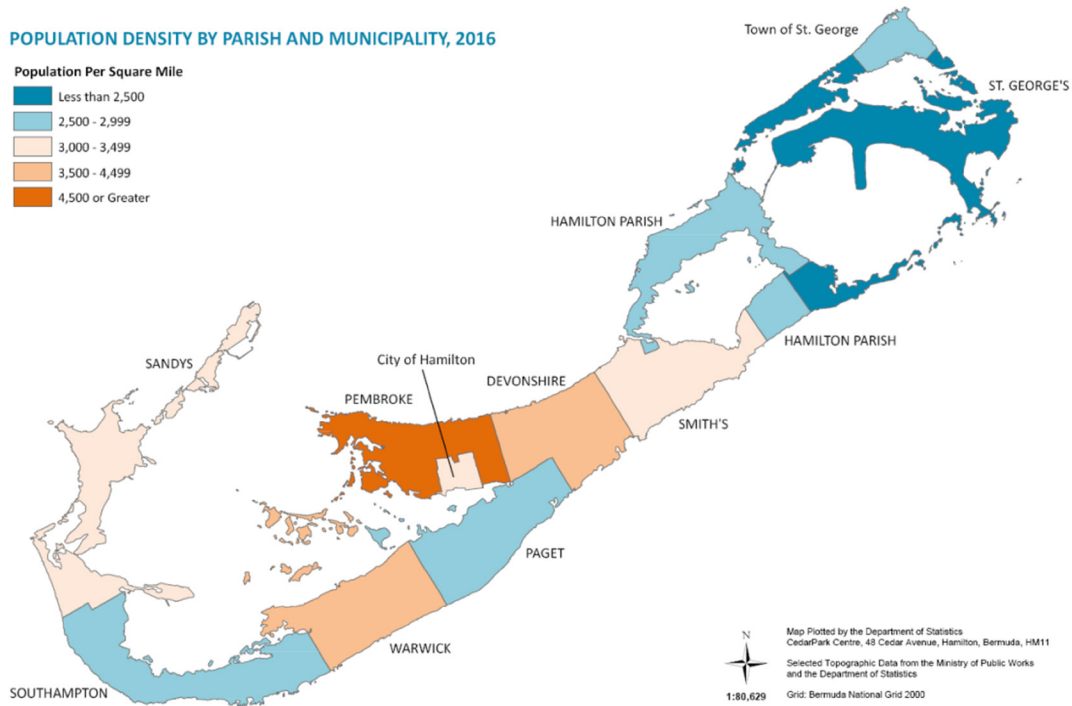 POPULATION DENSITY BY PARISH AND MUNICIPALITY, 2016
Population Per Square Mile
Less than 2,500
2,500 - 2,999
3,000 - 3,499
3,500 - 4,499
4,500 or Greater
Town of St. George
ST. GEORGE'S
HAMILTON PARISH
HAMILTON PARISH
SANDYS
City of Hamilton
DEVONSHIRE
PEMBROKE
SMITH'S
PAGET
WARWICK
SOUTHAMPTON
N
1:80,629
Map Plotted by the Department of Statistics
CedarPark Centre, 48 Cedar Avenue, Hamilton, Bermuda, HM11
Selected Topographic Data from the Ministry of Public Works
and the Department of Statistics
Grid: Bermuda National Grid 2000